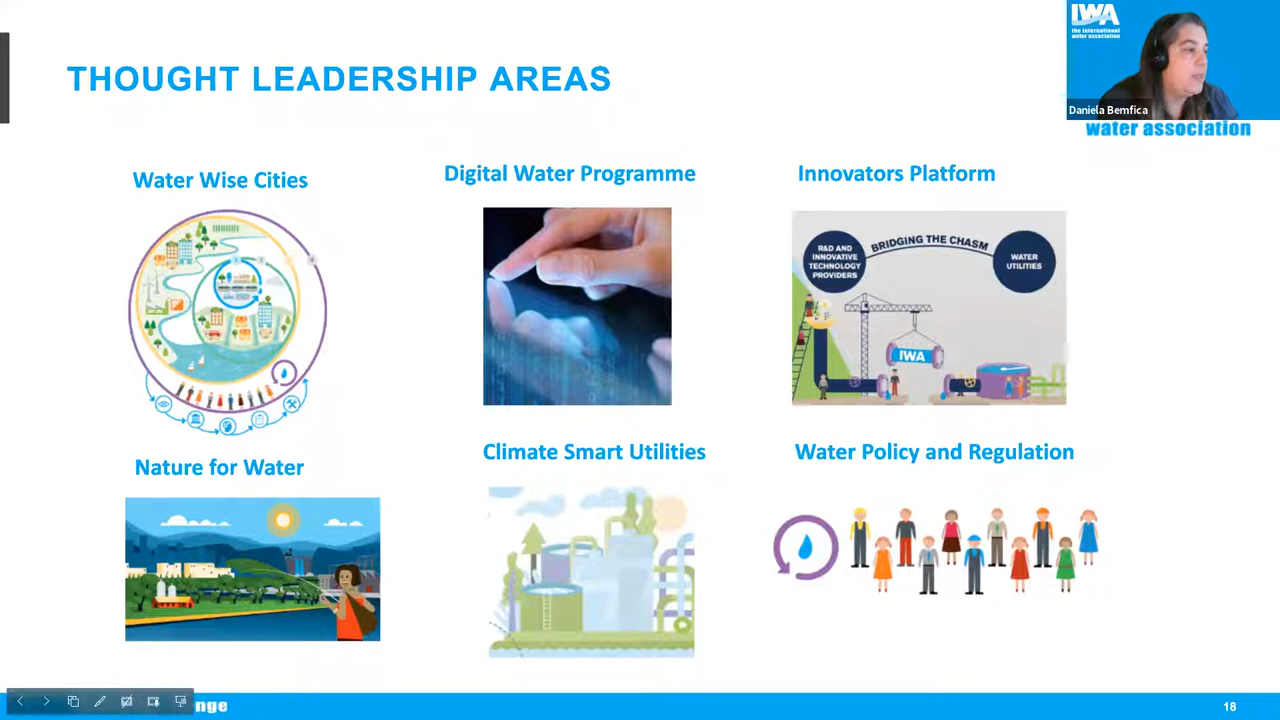 IWA
the international
water association
Daniela Bemfica
water association
THOUGHT LEADERSHIP AREAS
Water Wise Cities
Digital Water Programme
Innovators Platform
R&D AND
INNOVATIVE
TECHNOLOGY
PROVIDERS
BRIDGING THE CHASM
WATER
UTILITIES
IWA
Nature for Water
Climate Smart Utilities
Water Policy and Regulation
nge
18